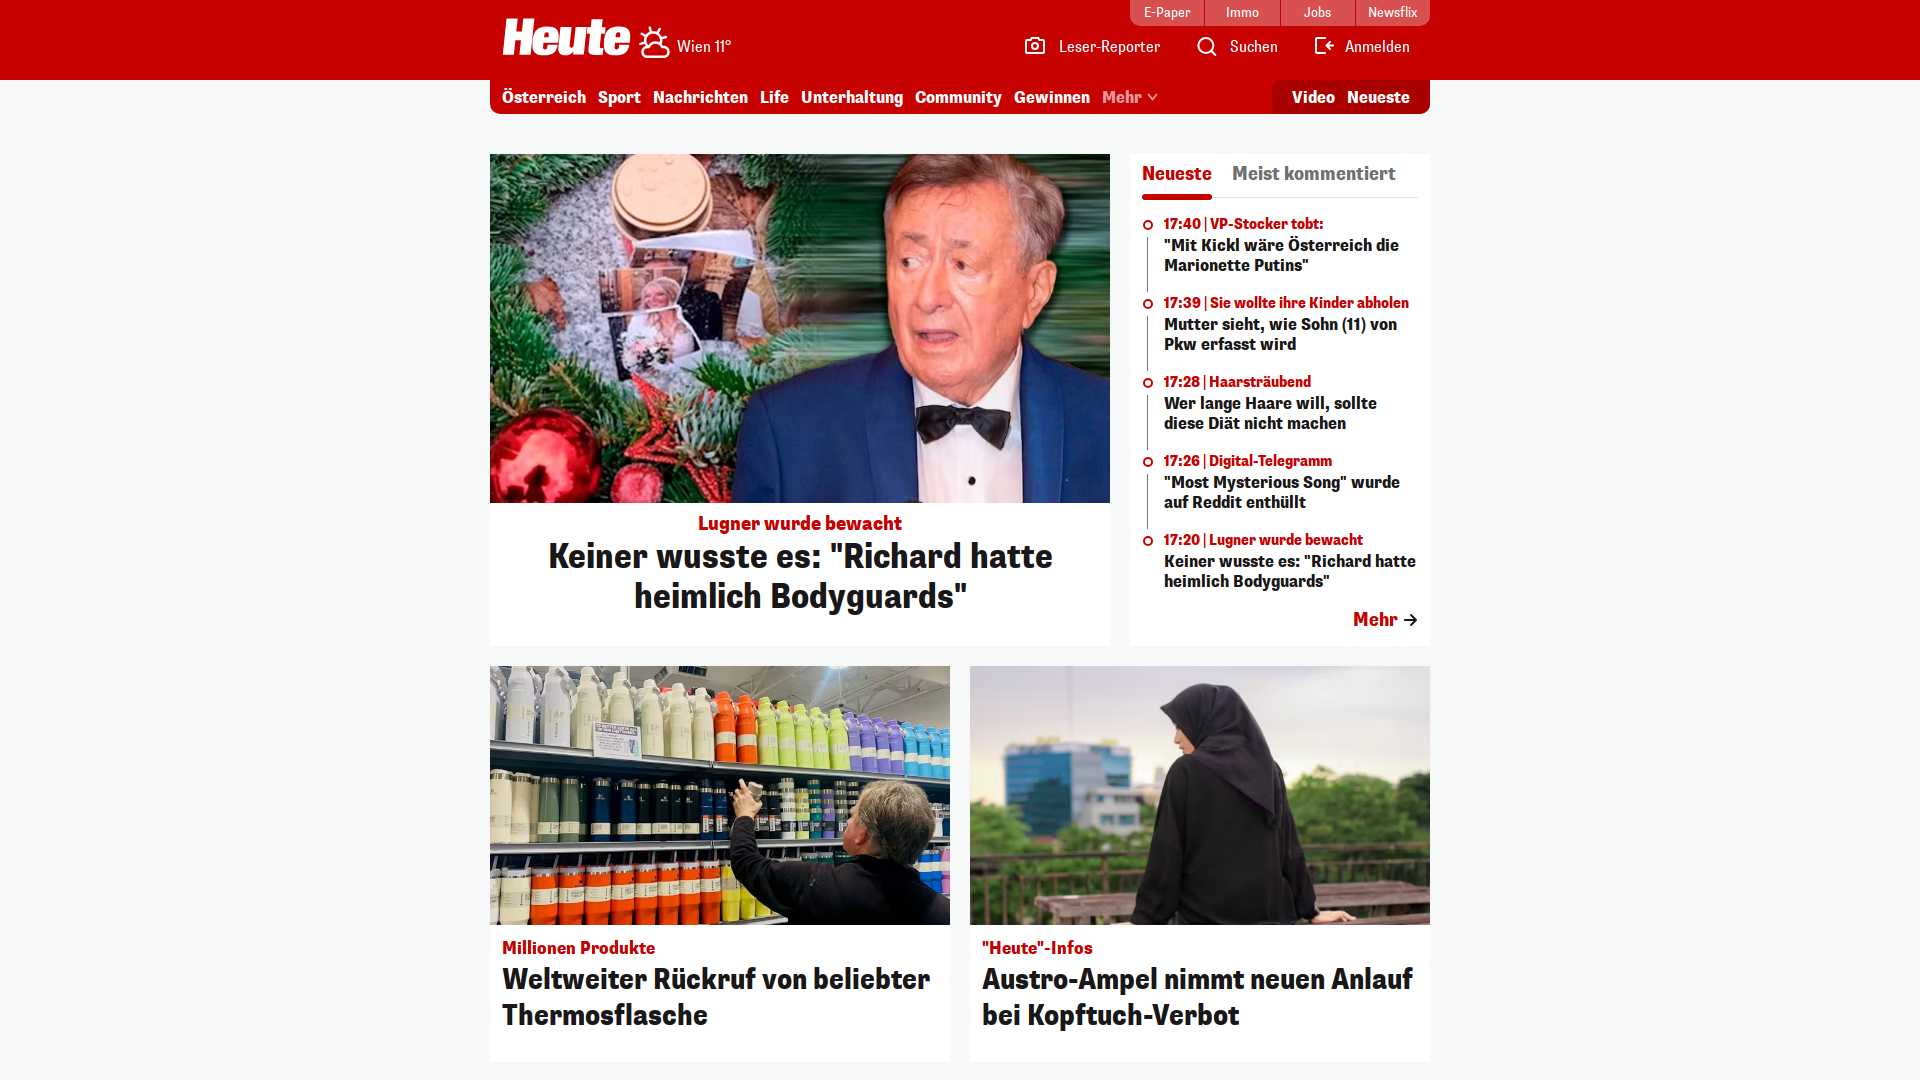 E-Paper
Immo
Jobs
Newsflix
Heute
Wien 11°
Leser-Reporter
Suchen
Anmelden
Österreich
Sport
Nachrichten
Life
Unterhaltung
Community
Gewinnen
Mehr
Video
Neueste
Lugner wurde bewacht
Keiner wusste es: "Richard hatte
heimlich Bodyguards"
Neueste
Meist kommentiert
17:40 | VP-Stocker tobt:
"Mit Kickl wäre Österreich die
Marionette Putins"
17:39 | Sie wollte ihre Kinder abholen
Mutter sieht, wie Sohn (11) von
Pkw erfasst wird
17:28 | Haarsträubend
Wer lange Haare will, sollte
diese Diät nicht machen
17:26 | Digital-Telegramm
"Most Mysterious Song" wurde
auf Reddit enthüllt
17:20 | Lugner wurde bewacht
Keiner wusste es: "Richard hatte
heimlich Bodyguards"
Mehr
Millionen Produkte
Weltweiter Rückruf von beliebter
Thermosflasche
"Heute"-Infos
Austro-Ampel nimmt neuen Anlauf
bei Kopftuch-Verbot